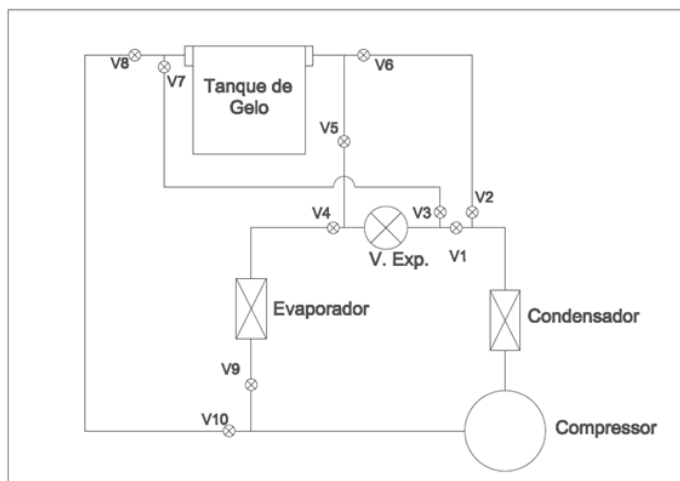 V8
V7
Tanque de
Gelo
V6
V5
V4
V3
V2
V1
V. Exp.
Evaporador
Condensador
V9
V10
Compressor